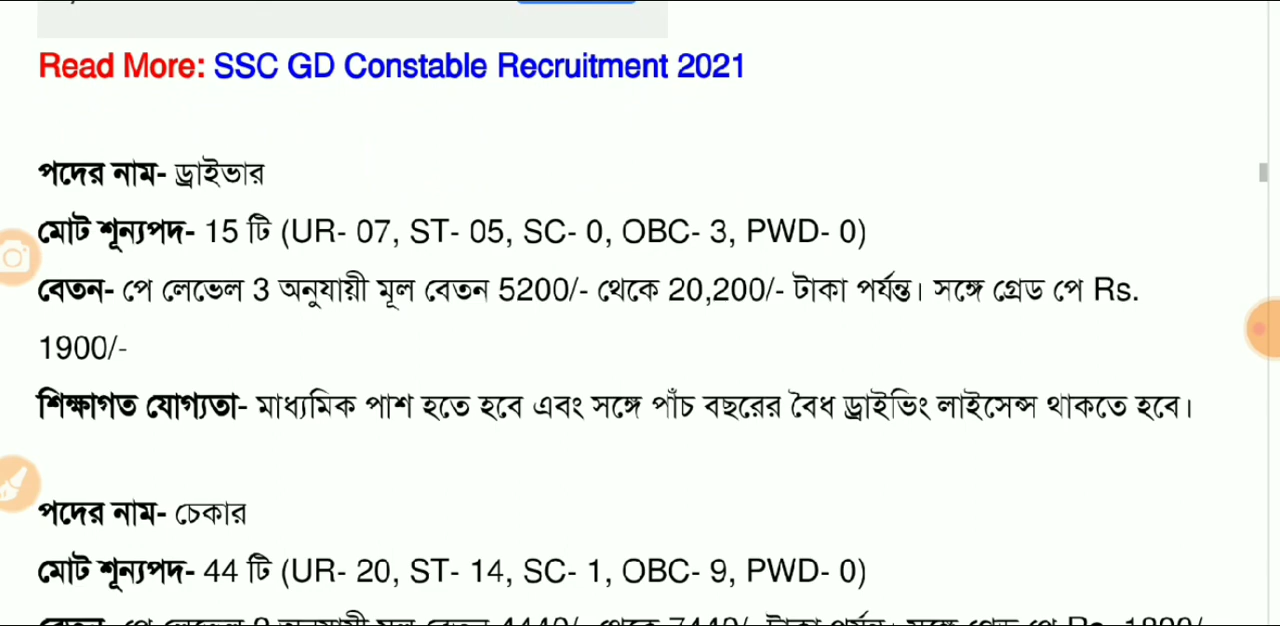 Read More: SSC GD Constable Recruitment 2021
পদের নাম- ড্রাইভার
মোট শূন্যপদ- 15 টি (UR- 07, ST- 05, SC- 0, OBC- 3, PWD- 0)
বেতন- পে লেভেল 3 অনুযায়ী মূল বেতন 5200/- থেকে 20,200/- টাকা পর্যন্ত। সঙ্গে গ্রেড পে Rs.
1900/-
শিক্ষাগত যোগ্যতা- মাধ্যমিক পাশ হতে হবে এবং সঙ্গে পাঁচ বছরের বৈধ ড্রাইভিং লাইসেন্স থাকতে হবে।
পদের নাম- চেকার
মোট শূন্যপদ- 44 টি (UR- 20, ST- 14, SC- 1, OBC- 9, PWD- 0)